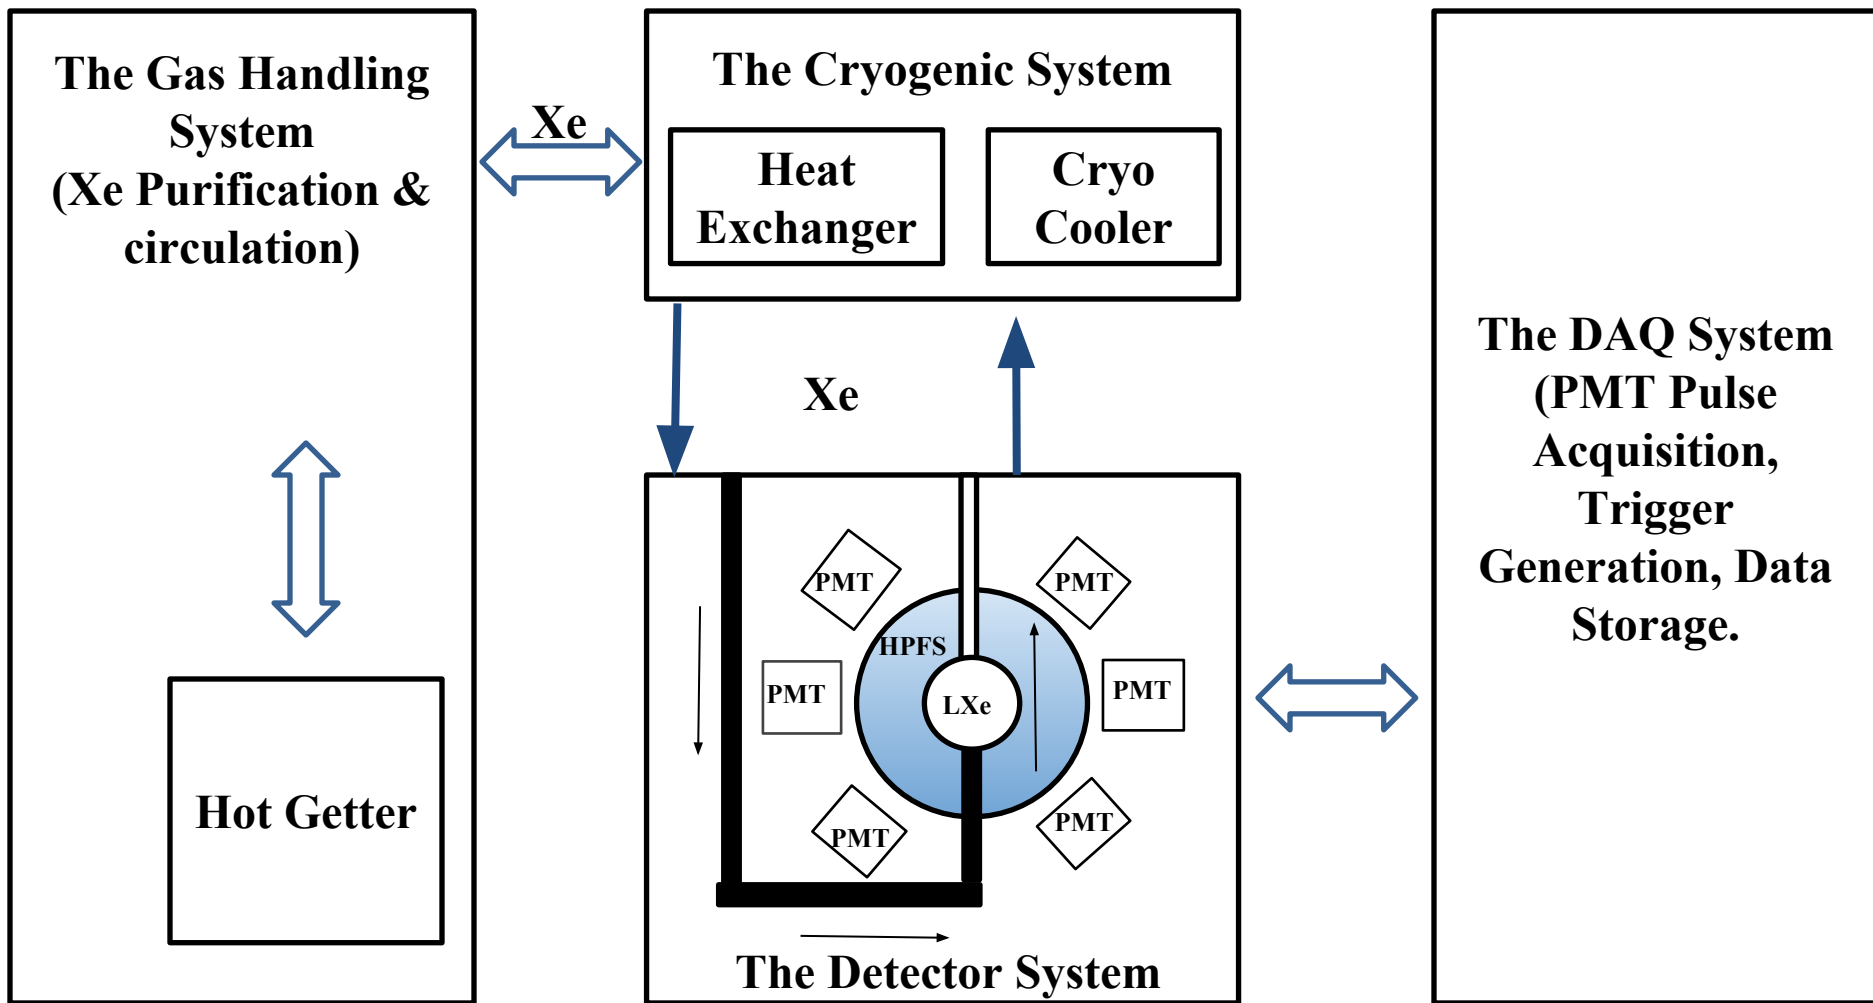 The Gas Handling
System
(Xe Purification &
circulation)
Hot Getter
Xe
The Cryogenic System
Heat
Exchanger
Cryo
Cooler
Xe
PMT
PMT
HPFS
PMT
LXe
PMT
PMT
PMT
The Detector System
The DAQ System
(PMT Pulse
Acquisition,
Trigger
Generation, Data
Storage.